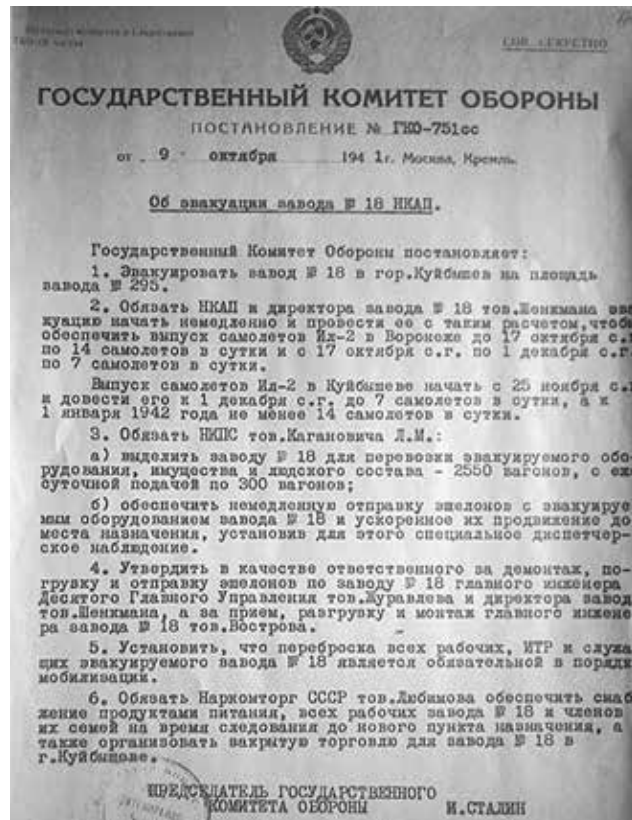 СОВ. СЕКРЕТНО
ГОСУДАРСТВЕННЫЙ КОМИТЕТ ОБОРОНЫ
ПОСТАНОВЛЕНИЕ № ГКО-751сс
от 9 октября 1941 г. Москва, Кремль.
Об эвакуации завода № 18 НКАП.
Государственный Комитет Обороны постановляет:
1. Эвакуировать завод № 18 в гор.Куйбышев на площадь
завода № 295.
2. Обязать НКАП и директора завода № 18 тов.Шенкмана эва
куацию начать немедленно и провести ее с таким расчетом,чтобы
обеспечить выпуск самолетов Ил-2 в Воронеже до 17 октября с.г
по 14 самолетов в сутки и с 17 октября с.г. по 1 декабря с.г.
по 7 самолетов в сутки.
Выпуск самолетов Ил-2 в Куйбышеве начать с 25 ноября с.г
и довести его к 1 декабря с.г. до 7 самолетов в сутки, а к
1 января 1942 года не менее 14 самолетов в сутки.
3. Обязать НКПС тов.Кагановича Л.М.:
а) выделить заводу № 18 для перевозки эвакуируемого обо-
рудования, имущества и людского состава - 2550 вагонов, с еже
суточной подачей по 300 вагонов;
б) обеспечить немедленную отправку эшелонов с эвакуируе
мым оборудованием завода № 18 и ускоренное их продвижение до
места назначения, установив для этого специальное диспетчер-
ское наблюдение.
4. Утвердить в качестве ответственного за демонтаж, по-
грузку и отправку эшелонов по заводу № 18 главного инженера
Десятого Главного Управления тов.Журавлева и директора завода
тов.Шенкмана, а за прием, разгрузку и монтаж главного инжене
ра завода № 18 тов.Вострова.
5. Установить, что переброска всех рабочих, ИТР и служа
щих эвакуируемого завода № 18 является обязательной в порядке
мобилизации.
6. Обязать Наркомторг СССР тов.Любимова обеспечить снаб
жение продуктами питания, всех рабочих завода № 18 и членов
их семей на время следования до нового пункта назначения, а
также организовать закрытую торговлю для завода № 18 в
г.Куйбышеве.
ПРЕДСЕДАТЕЛЬ ГОСУДАРСТВЕННОГО
КОМИТЕТА ОБОРОНЫ И.СТАЛИН